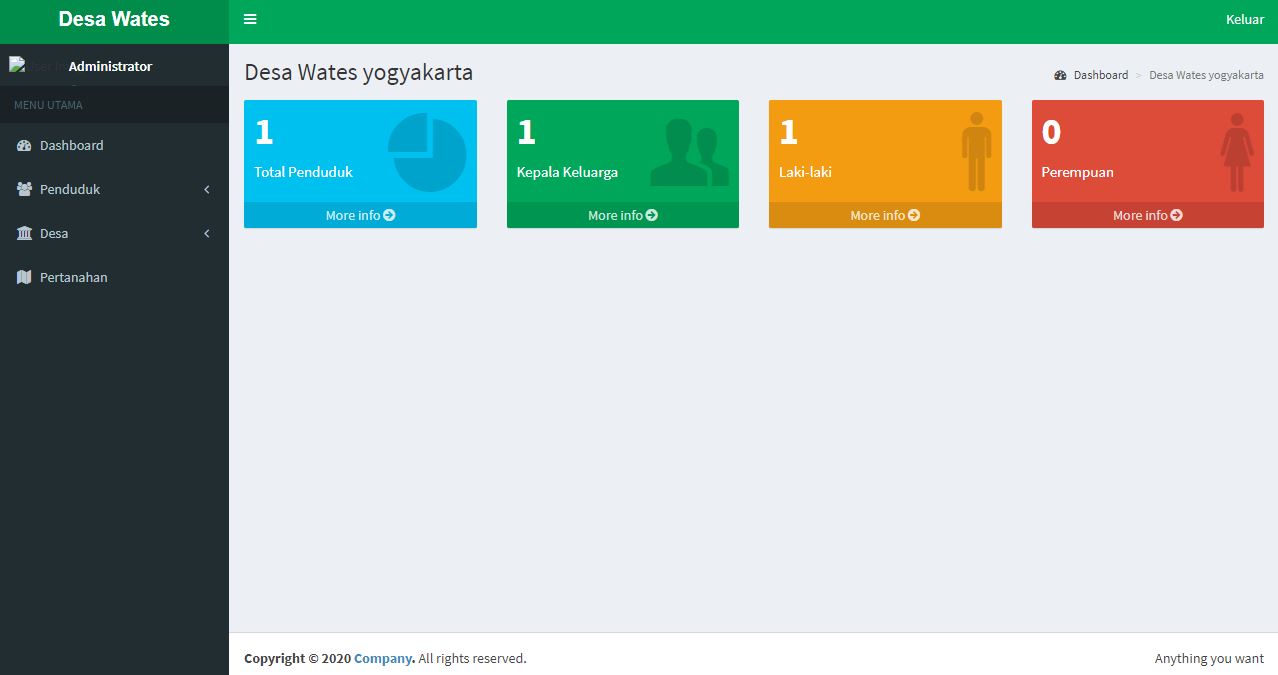 Desa Wates
Keluar
Administrator
MENU UTAMA
Dashboard
Penduduk
Desa
Pertanahan
Desa Wates yogyakarta
Dashboard > Desa Wates yogyakarta
1
Total Penduduk
More info
1
Kepala Keluarga
More info
1
Laki-laki
More info
0
Perempuan
More info
Copyright © 2020 Company. All rights reserved.
Anything you want